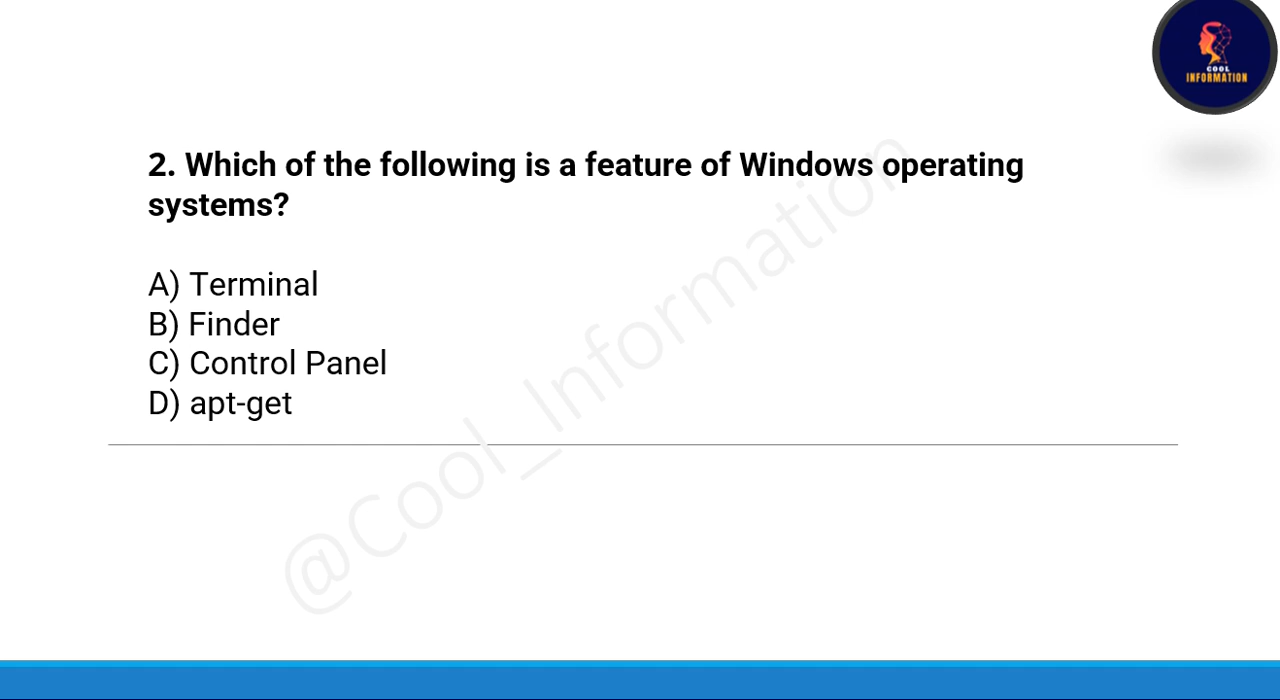 COOL
INFORMATION
2. Which of the following is a feature of Windows operating
systems?
A) Terminal
B) Finder
C) Control Panel
D) apt-get
@Cool_Information